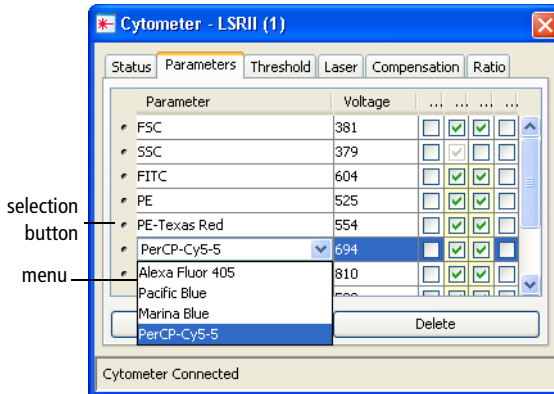 Cytometer - LSRII (1)
Status Parameters Threshold Laser Compensation Ratio
Parameter Voltage ... ... ... ...
FSC 381
SSC 379
FITC 604
PE 525
selection button
PE-Texas Red 554
PerCP-Cy5-5 694
810
menu
Alexa Fluor 405
Pacific Blue
Marina Blue
PerCP-Cy5-5
Delete
Cytometer Connected